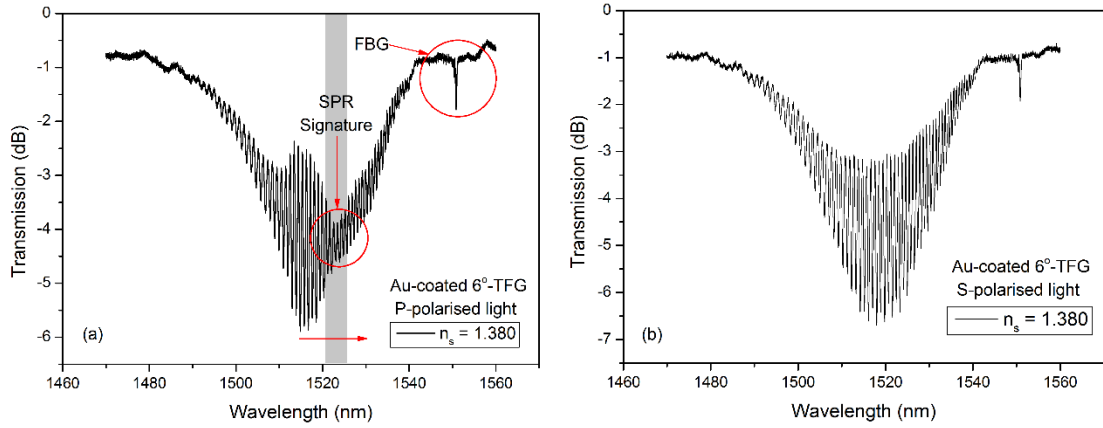 0
-1
-2
-3
-4
-5
-6
Transmission (dB)
FBG
SPR
Signature
Au-coated 6°-TFG
P-polarised light
n_s = 1.380
(a)
1460 1480 1500 1520 1540 1560
Wavelength (nm)
0
-1
-2
-3
-4
-5
-6
-7
Transmission (dB)
Au-coated 6°-TFG
S-polarised light
n_s = 1.380
(b)
1460 1480 1500 1520 1540 1560
Wavelength (nm)